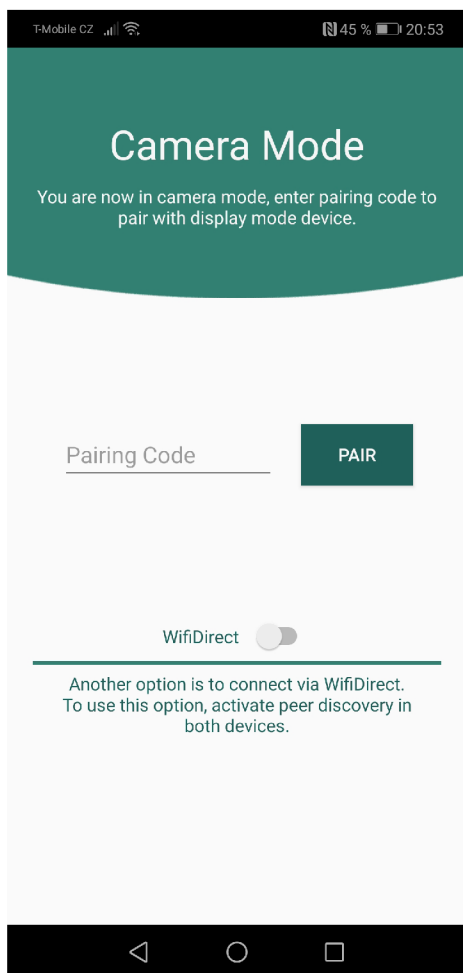 T-Mobile CZ 45 % 20:53
Camera Mode
You are now in camera mode, enter pairing code to
pair with display mode device.
Pairing Code PAIR
WifiDirect
Another option is to connect via WifiDirect.
To use this option, activate peer discovery in
both devices.